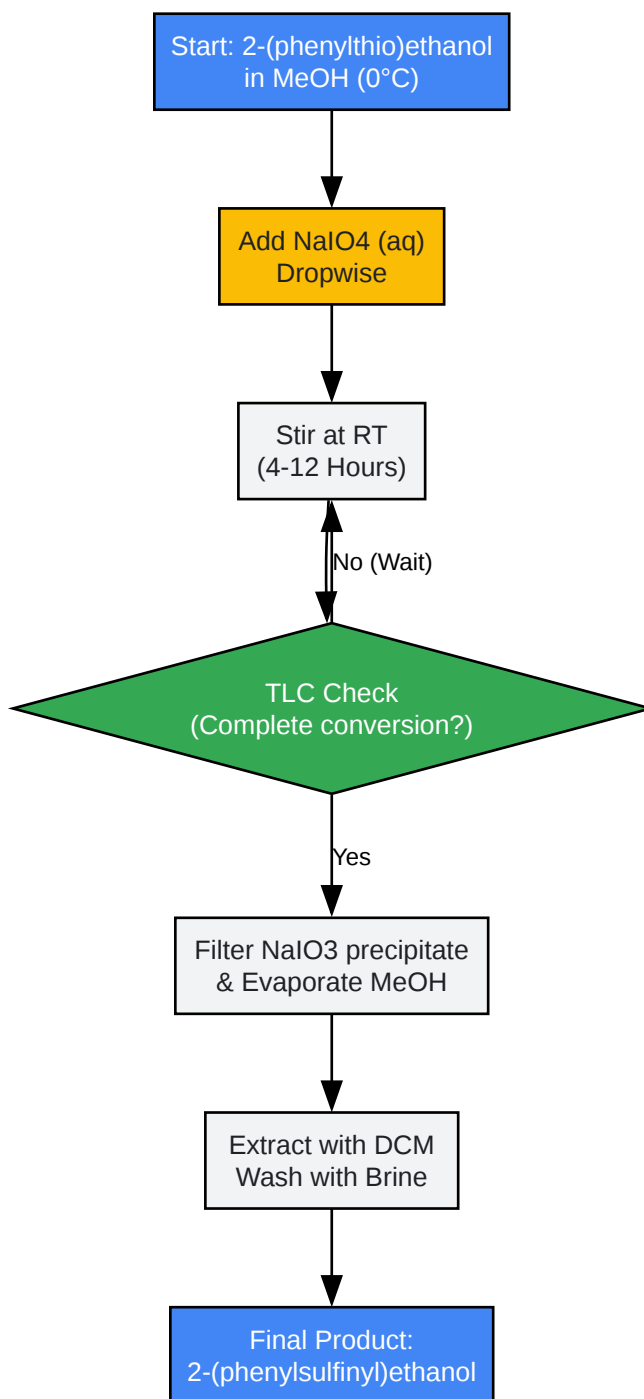 Start: 2-(phenylthio)ethanol
in MeOH (0°C)
Add NaIO4 (aq)
Dropwise
Stir at RT
(4-12 Hours)
No (Wait)
TLC Check
(Complete conversion?)
Yes
Filter NaIO3 precipitate
& Evaporate MeOH
Extract with DCM
Wash with Brine
Final Product:
2-(phenylsulfinyl)ethanol